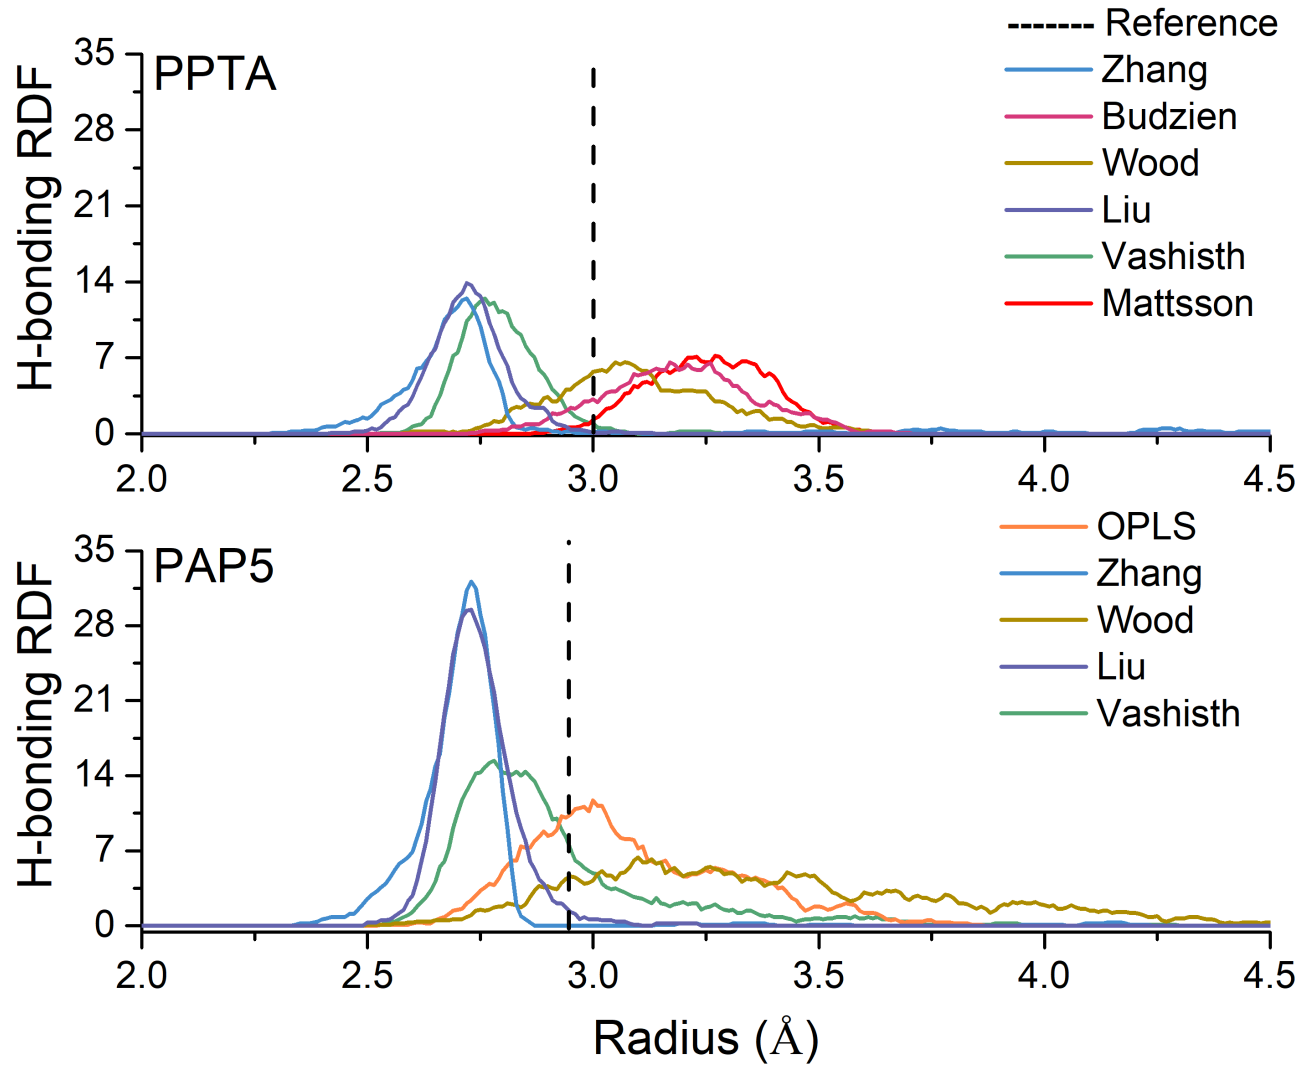 PPTA
H-bonding RDF
35
28
21
14
7
0
2.0 2.5 3.0 3.5 4.0 4.5
Reference
Zhang
Budzien
Wood
Liu
Vashisth
Mattsson
PAP5
H-bonding RDF
35
28
21
14
7
0
2.0 2.5 3.0 3.5 4.0 4.5
OPLS
Zhang
Wood
Liu
Vashisth
Radius (Å)